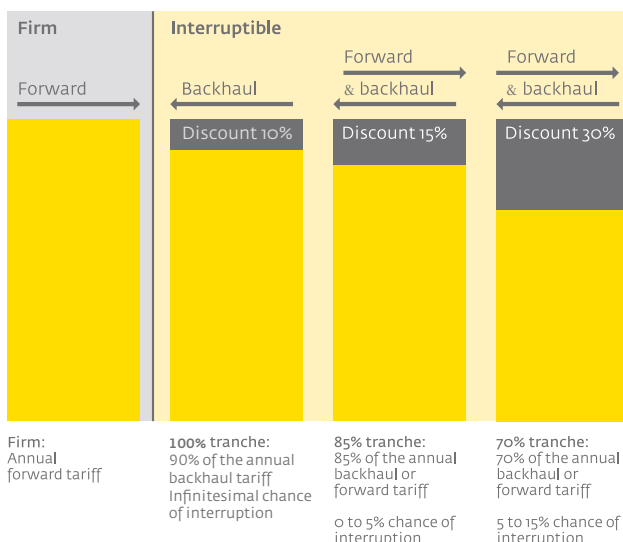 Firm
Interruptible
Forward
Backhaul
Forward
& backhaul
Forward
& backhaul
Discount 10%
Discount 15%
Discount 30%
Firm:
Annual
forward tariff
100% tranche:
90% of the annual
backhaul tariff
Infinitesimal chance
of interruption
85% tranche:
85% of the annual
backhaul or
forward tariff
0 to 5% chance of
interruption
70% tranche:
70% of the annual
backhaul or
forward tariff
5 to 15% chance of
interruption